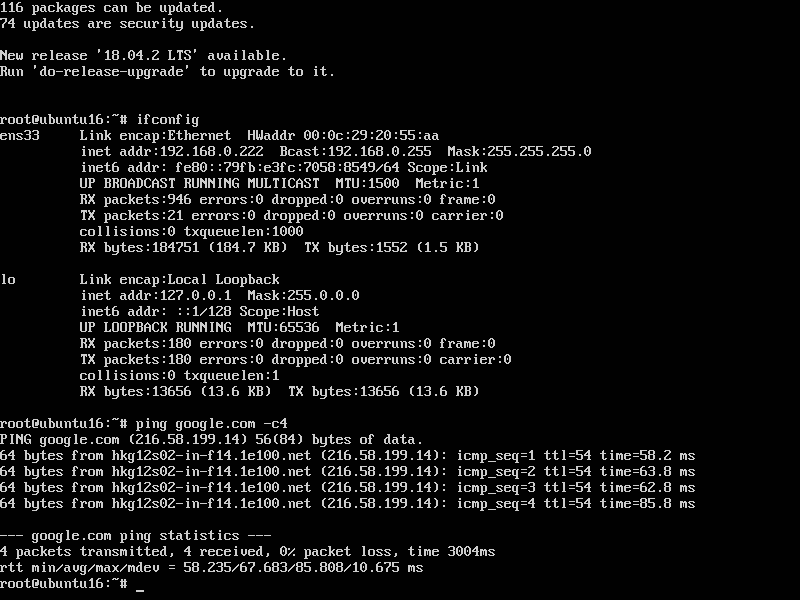 116 packages can be updated.
74 updates are security updates.
New release '18.04.2 LTS' available.
Run 'do-release-upgrade' to upgrade to it.
root@ubuntu16:~# ifconfig
ens33     Link encap:Ethernet  HWaddr 00:0c:29:20:55:aa
          inet addr:192.168.0.222  Bcast:192.168.0.255  Mask:255.255.255.0
          inet6 addr: fe80::79fb:e3fc:7058:8549/64 Scope:Link
          UP BROADCAST RUNNING MULTICAST  MTU:1500  Metric:1
          RX packets:946 errors:0 dropped:0 overruns:0 frame:0
          TX packets:21 errors:0 dropped:0 overruns:0 carrier:0
          collisions:0 txqueuelen:1000
          RX bytes:184751 (184.7 KB)  TX bytes:1552 (1.5 KB)
lo        Link encap:Local Loopback
          inet addr:127.0.0.1  Mask:255.0.0.0
          inet6 addr: ::1/128 Scope:Host
          UP LOOPBACK RUNNING  MTU:65536  Metric:1
          RX packets:180 errors:0 dropped:0 overruns:0 frame:0
          TX packets:180 errors:0 dropped:0 overruns:0 carrier:0
          collisions:0 txqueuelen:1
          RX bytes:13656 (13.6 KB)  TX bytes:13656 (13.6 KB)
root@ubuntu16:~# ping google.com -c4
PING google.com (216.58.199.14) 56(84) bytes of data.
64 bytes from hkg12s02-in-f14.1e100.net (216.58.199.14): icmp_seq=1 ttl=54 time=58.2 ms
64 bytes from hkg12s02-in-f14.1e100.net (216.58.199.14): icmp_seq=2 ttl=54 time=63.8 ms
64 bytes from hkg12s02-in-f14.1e100.net (216.58.199.14): icmp_seq=3 ttl=54 time=62.8 ms
64 bytes from hkg12s02-in-f14.1e100.net (216.58.199.14): icmp_seq=4 ttl=54 time=85.8 ms
--- google.com ping statistics ---
4 packets transmitted, 4 received, 0% packet loss, time 3004ms
rtt min/avg/max/mdev = 58.235/67.683/85.808/10.675 ms
root@ubuntu16:~# _